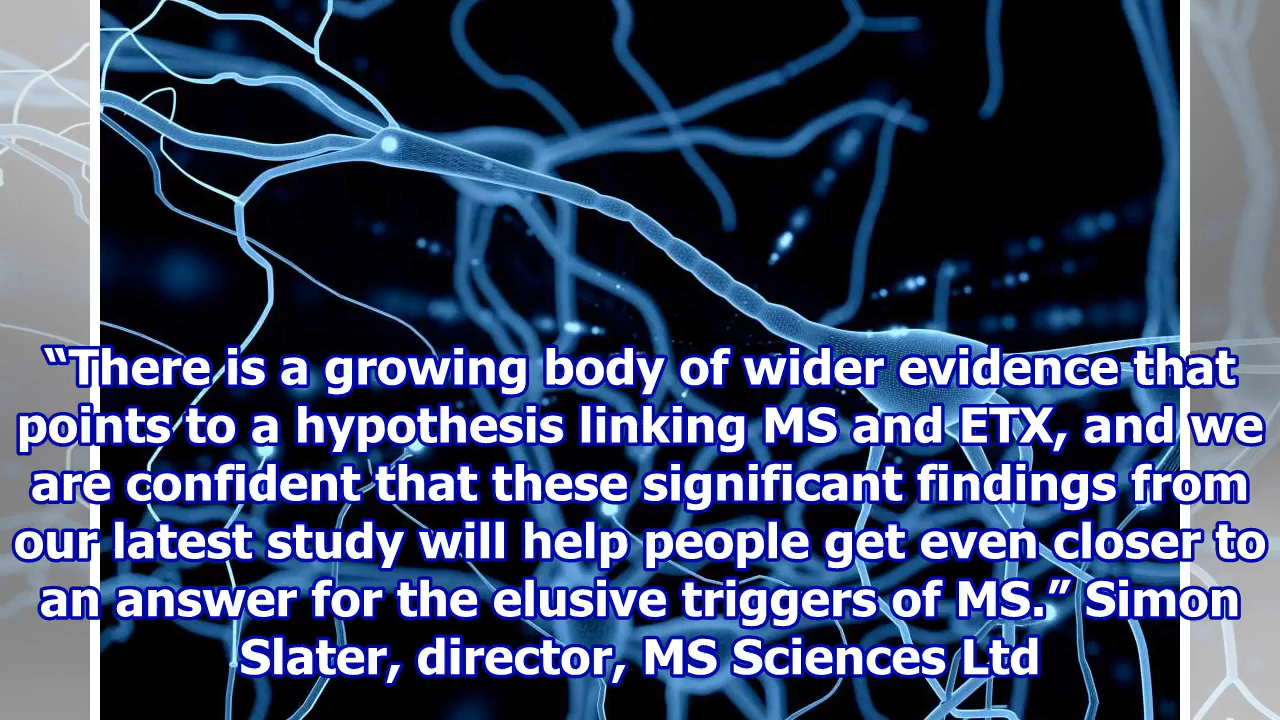 “There is a growing body of wider evidence that
points to a hypothesis linking MS and ETX, and we
are confident that these significant findings from
our latest study will help people get even closer to
an answer for the elusive triggers of MS.” Simon
Slater, director, MS Sciences Ltd